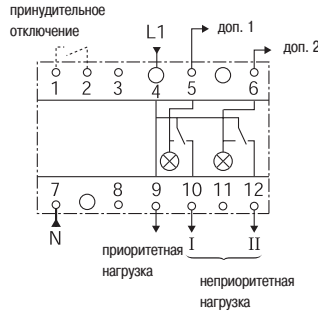 принудительное
отключение
L1
доп. 1
доп. 2
1 2 3 4 5 6
7 8 9 10 11 12
N
приоритетная
нагрузка
I II
неприоритетная
нагрузка